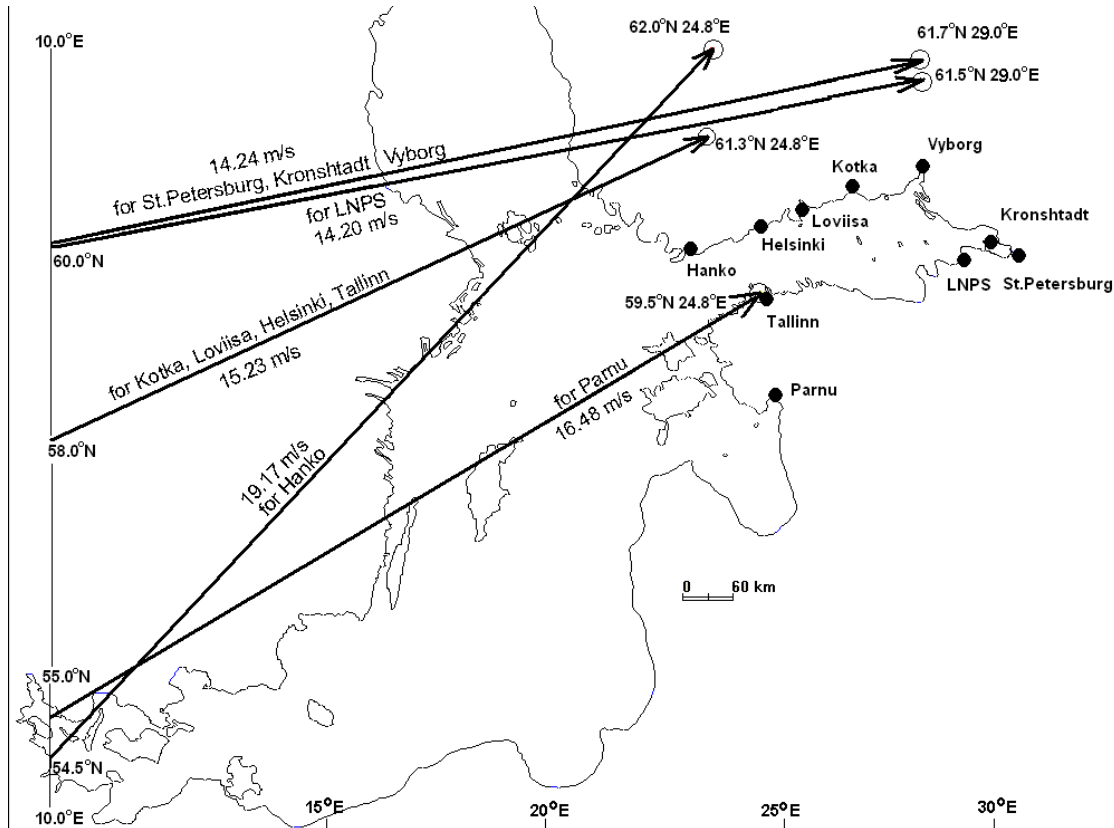 10.0°E
62.0°N 24.8°E
61.7°N 29.0°E
61.5°N 29.0°E
14.24 m/s
for St.Petersburg, Kronshtadt Vyborg
61.3°N 24.8°E
for LNPS
14.20 m/s
Vyborg
Kotka
Loviisa
Helsinki
Kronshtadt
60.0°N
Hanko
LNPS
St.Petersburg
59.5°N 24.8°E
Tallinn
for Kotka, Loviisa, Helsinki, Tallinn
15.23 m/s
for Parnu
16.48 m/s
Parnu
58.0°N
19.17 m/s
for Hanko
0 60 km
55.0°N
54.5°N
10.0°E
15°E
20°E
25°E
30°E